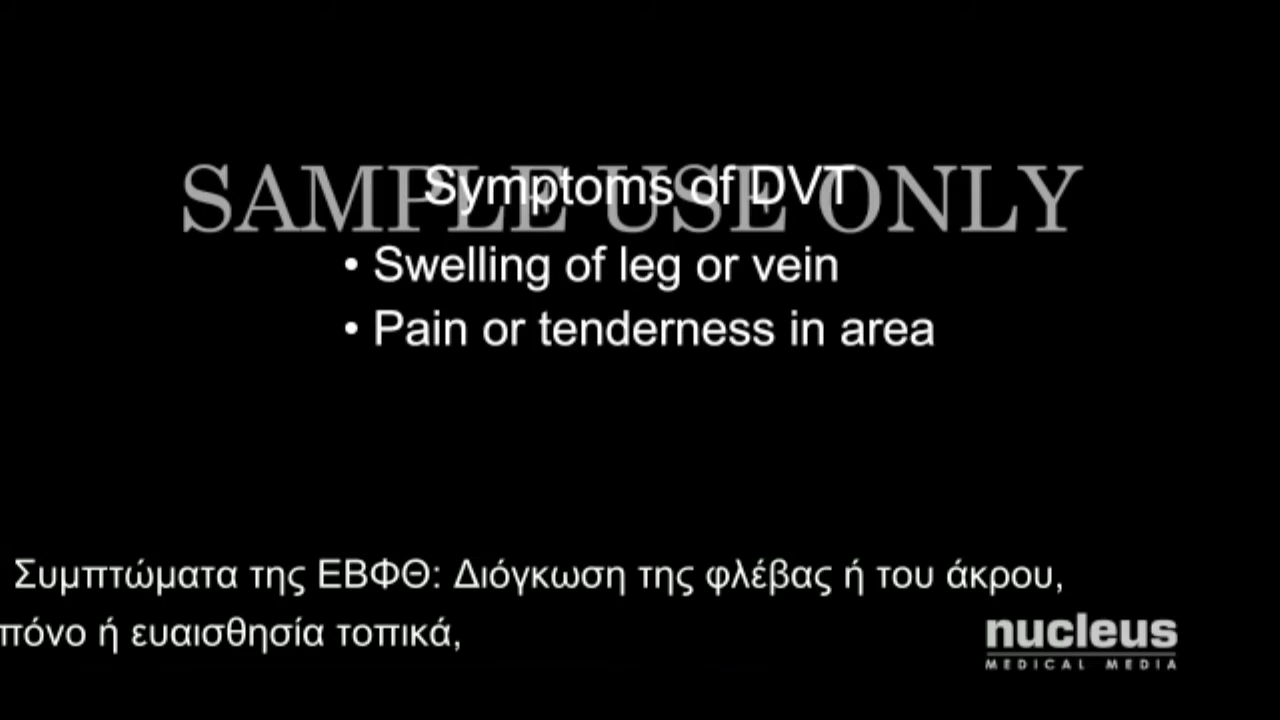 SAMPLE USE ONLY
Symptoms of DVT
• Swelling of leg or vein
• Pain or tenderness in area
Συμπτώματα της ΕΒΦΘ: Διόγκωση της φλέβας ή του άκρου,
πόνο ή ευαισθησία τοπικά,
nucleus
MEDICAL MEDIA